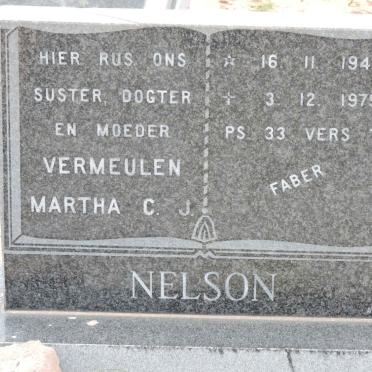 HIER RUS ONS
SUSTER, DOGTER
EN MOEDER
VERMEULEN
MARTHA C. J.
☆ 16. 11. 194
+ 3. 12. 1975
PS. 33 VERS
FABER
NELSON